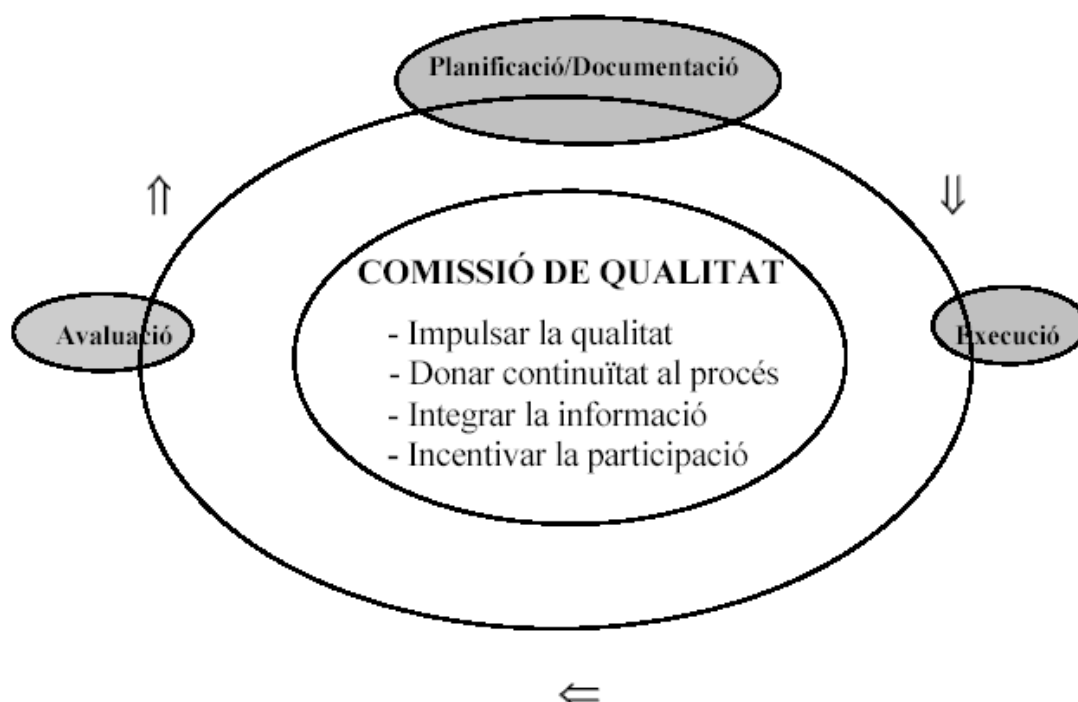 Planificació/Documentació
⇑
⇓
COMISSIÓ DE QUALITAT
- Impulsar la qualitat
Avaluació
Execució
- Donar continuïtat al procés
- Integrar la informació
- Incentivar la participació
⇐